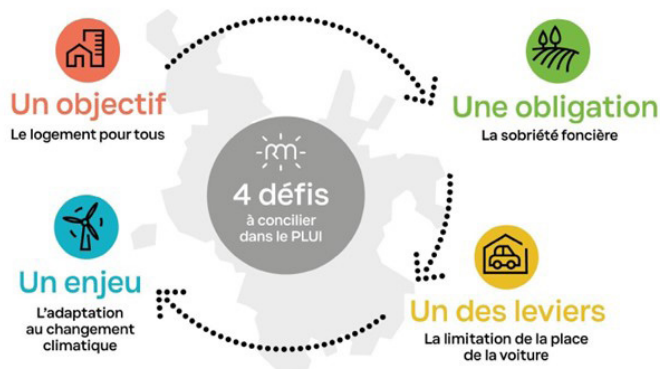 Un objectif
Le logement pour tous
Une obligation
La sobriété foncière
RM
4 défis
à concilier
dans le PLUI
Un enjeu
L'adaptation
au changement
climatique
Un des leviers
La limitation de la place
de la voiture